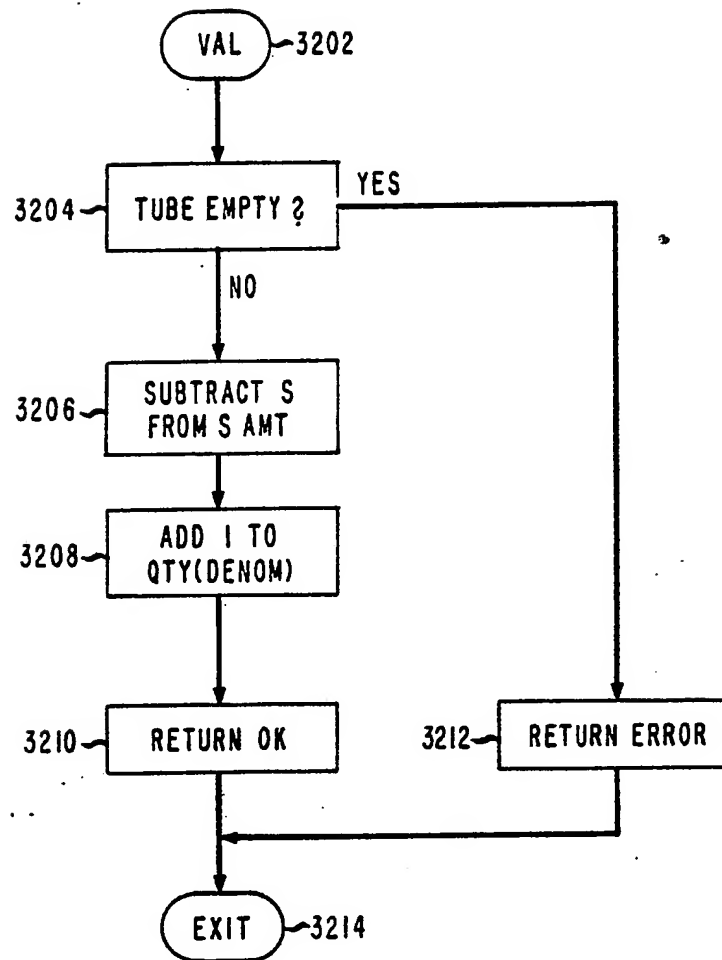 VAL
3202
3204
TUBE EMPTY ?
YES
NO
3206
SUBTRACT S
FROM S AMT
3208
ADD 1 TO
QTY(DENOM)
3210
RETURN OK
3212
RETURN ERROR
EXIT
3214